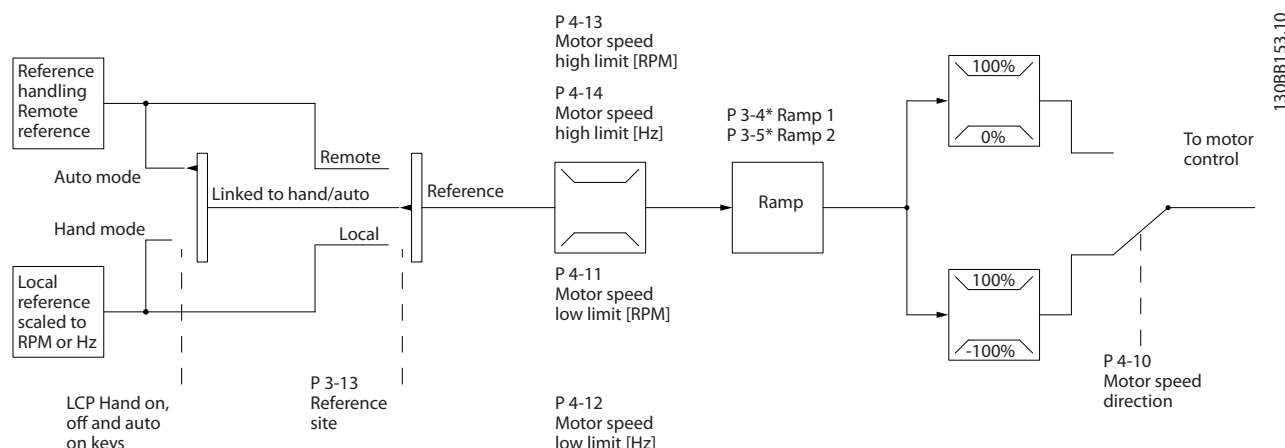 P 4-13
Motor speed
high limit [RPM]
130BB153.10
Reference
handling
Remote
reference
P 4-14
Motor speed
high limit [Hz]
P 3-4* Ramp 1
P 3-5* Ramp 2
100%
0%
To motor
control
Auto mode
Remote
Linked to hand/auto
Reference
Ramp
Hand mode
Local
Local
reference
scaled to
RPM or Hz
P 4-11
Motor speed
low limit [RPM]
100%
-100%
P 4-10
Motor speed
direction
LCP Hand on,
off and auto
on keys
P 3-13
Reference
site
P 4-12
Motor speed
low limit [Hz]